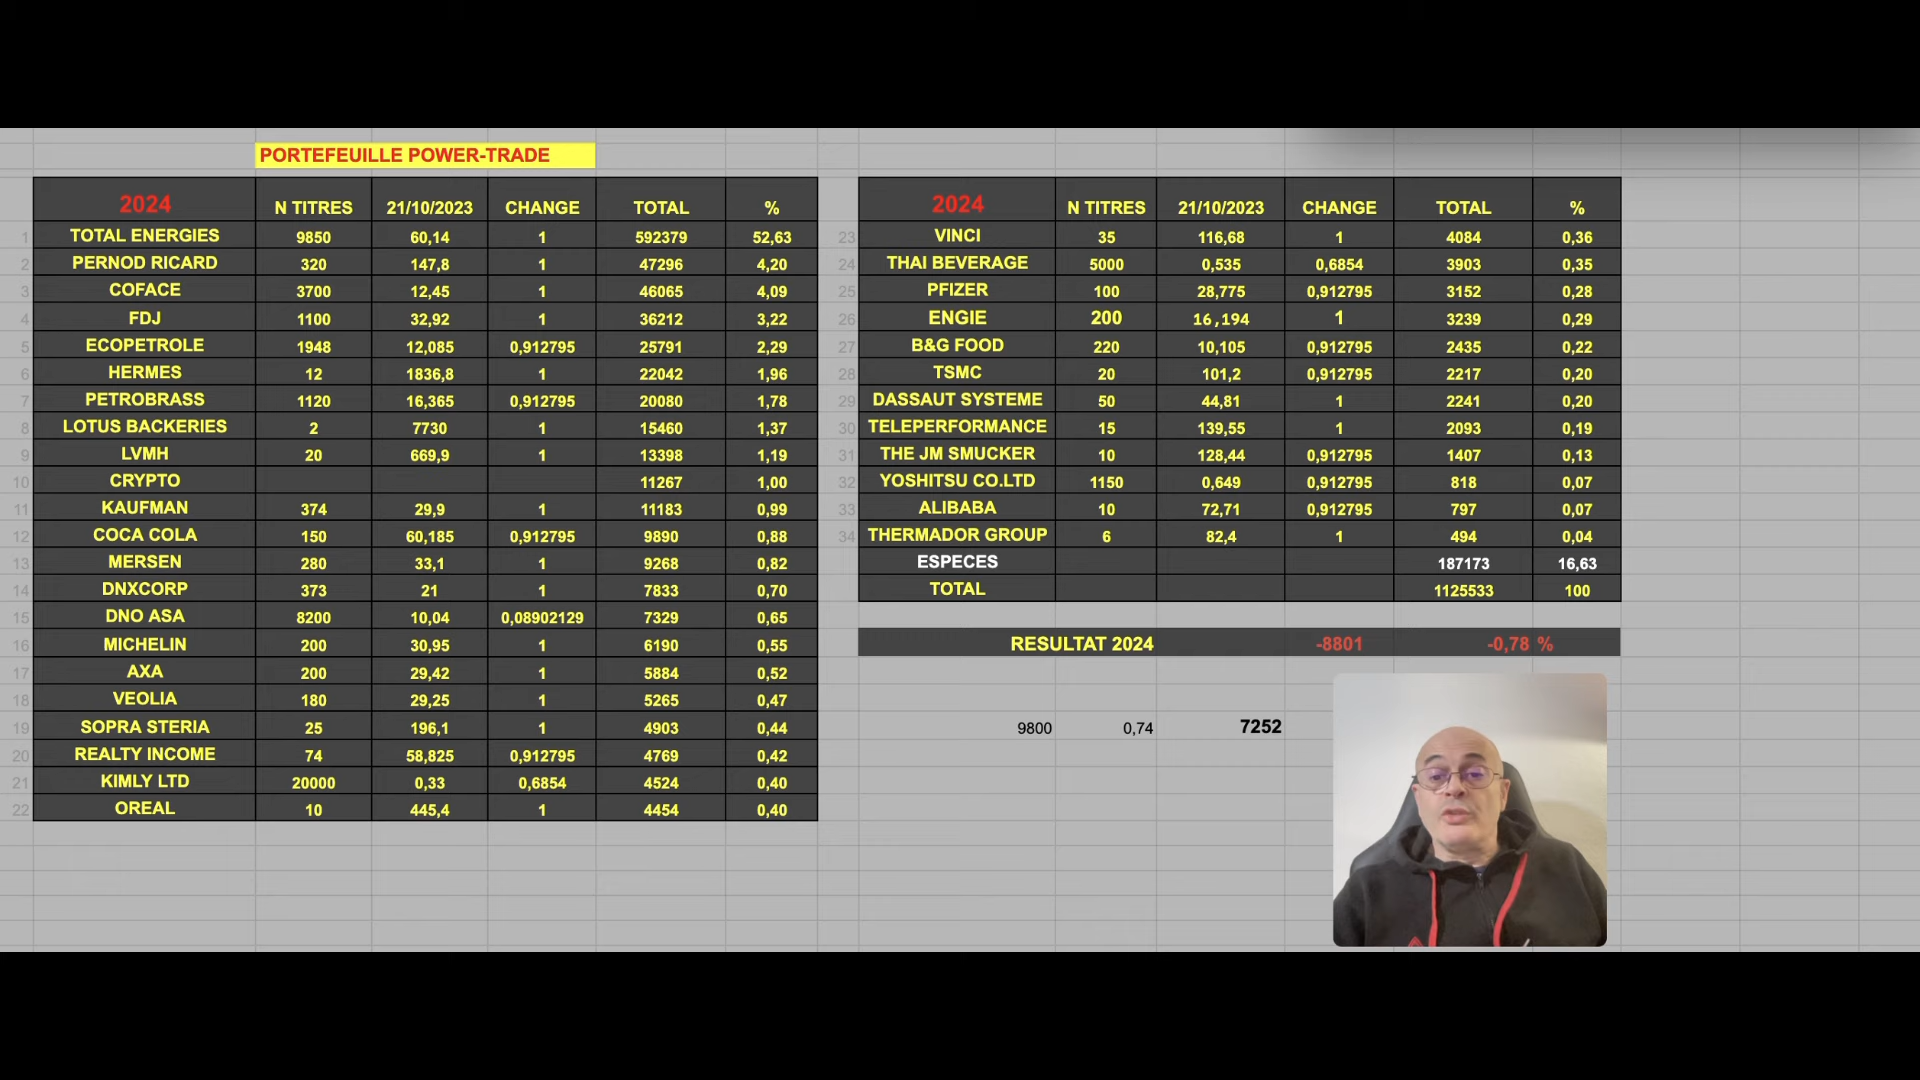 PORTEFEUILLE POWER-TRADE
2024 N TITRES 21/10/2023 CHANGE TOTAL %
1 TOTAL ENERGIES 9850 60,14 1 592379 52,63
2 PERNOD RICARD 320 147,8 1 47296 4,20
3 COFACE 3700 12,45 1 46065 4,09
4 FDJ 1100 32,92 1 36212 3,22
5 ECOPETROLE 1948 12,085 0,912795 25791 2,29
6 HERMES 12 1836,8 1 22042 1,96
7 PETROBRASS 1120 16,365 0,912795 20080 1,78
8 LOTUS BACKERIES 2 7730 1 15460 1,37
9 LVMH 20 669,9 1 13398 1,19
10 CRYPTO 11267 1,00
11 KAUFMAN 374 29,9 1 11183 0,99
12 COCA COLA 150 60,185 0,912795 9890 0,88
13 MERSEN 280 33,1 1 9268 0,82
14 DNXCORP 373 21 1 7833 0,70
15 DNO ASA 8200 10,04 0,08902129 7329 0,65
16 MICHELIN 200 30,95 1 6190 0,55
17 AXA 200 29,42 1 5884 0,52
18 VEOLIA 180 29,25 1 5265 0,47
19 SOPRA STERIA 25 196,1 1 4903 0,44
20 REALTY INCOME 74 58,825 0,912795 4769 0,42
21 KIMLY LTD 20000 0,33 0,6854 4524 0,40
22 OREAL 10 445,4 1 4454 0,40
2024 N TITRES 21/10/2023 CHANGE TOTAL %
23 VINCI 35 116,68 1 4084 0,36
24 THAI BEVERAGE 5000 0,535 0,6854 3903 0,35
25 PFIZER 100 28,775 0,912795 3152 0,28
26 ENGIE 200 16,194 1 3239 0,29
27 B&G FOOD 220 10,105 0,912795 2435 0,22
28 TSMC 20 101,2 0,912795 2217 0,20
29 DASSAUT SYSTEME 50 44,81 1 2241 0,20
30 TELEPERFORMANCE 15 139,55 1 2093 0,19
31 THE JM SMUCKER 10 128,44 0,912795 1407 0,13
32 YOSHITSU CO.LTD 1150 0,649 0,912795 818 0,07
33 ALIBABA 10 72,71 0,912795 797 0,07
34 THERMADOR GROUP 6 82,4 1 494 0,04
ESPECES 187173 16,63
TOTAL 1125533 100
RESULTAT 2024 -8801 -0,78 %
9800 0,74 7252